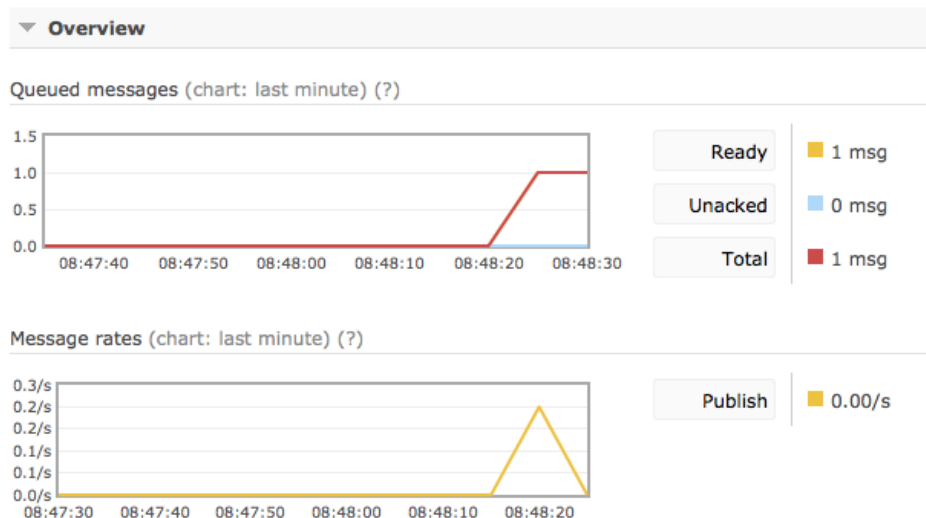 Overview
Queued messages (chart: last minute) (?)
1.5
1.0
0.5
0.0
08:47:40 08:47:50 08:48:00 08:48:10 08:48:20 08:48:30
Ready 1 msg
Unacked 0 msg
Total 1 msg
Message rates (chart: last minute) (?)
0.3/s
0.2/s
0.2/s
0.1/s
0.1/s
0.0/s
08:47:30 08:47:40 08:47:50 08:48:00 08:48:10 08:48:20
Publish 0.00/s